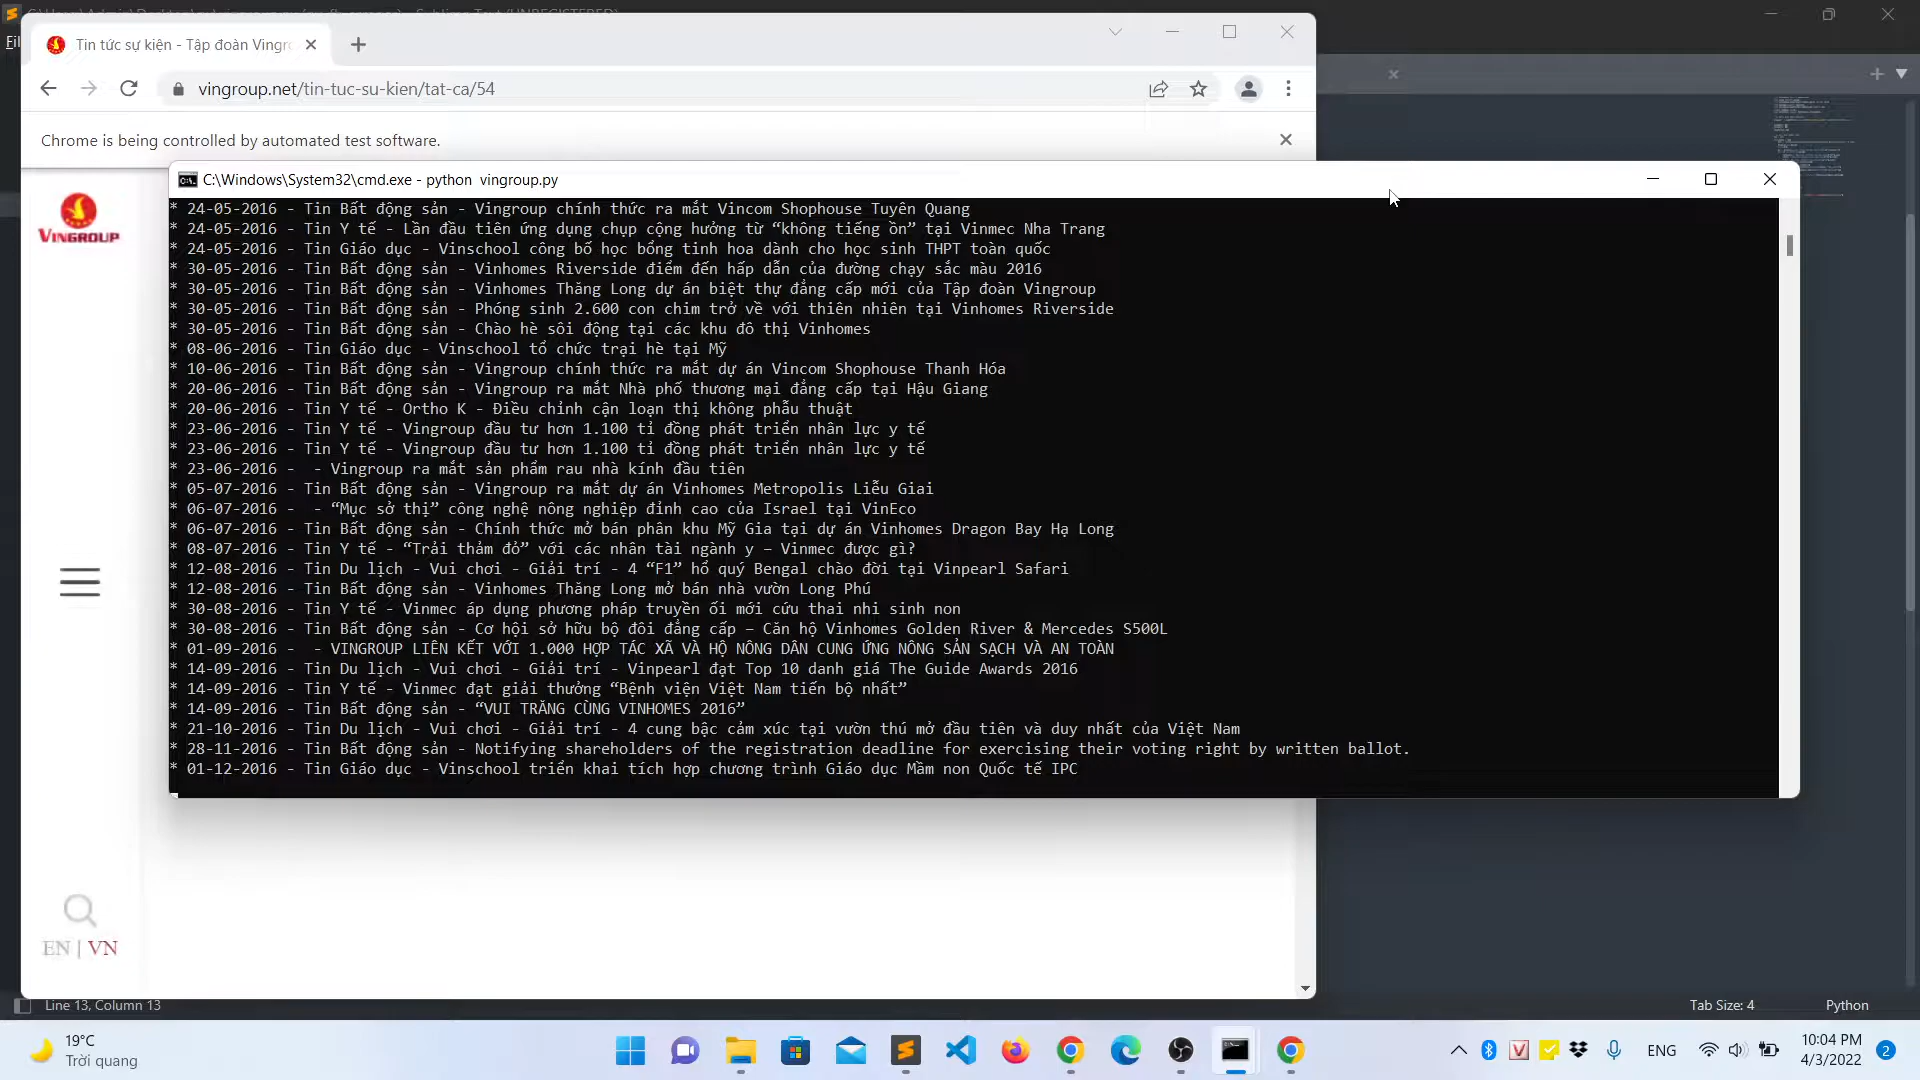 Tin tức sự kiện - Tập đoàn Vingr
vingroup.net/tin-tuc-su-kien/tat-ca/54
Chrome is being controlled by automated test software.
C:\Windows\System32\cmd.exe - python  vingroup.py
VINGROUP
* 24-05-2016 - Tin Bất động sản - Vingroup chính thức ra mắt Vincom Shophouse Tuyên Quang
* 24-05-2016 - Tin Y tế - Lần đầu tiên ứng dụng chụp cộng hưởng từ “không tiếng ồn” tại Vinmec Nha Trang
* 24-05-2016 - Tin Giáo dục - Vinschool công bố học bổng tinh hoa dành cho học sinh THPT toàn quốc
* 30-05-2016 - Tin Bất động sản - Vinhomes Riverside điểm đến hấp dẫn của đường chạy sắc màu 2016
* 30-05-2016 - Tin Bất động sản - Vinhomes Thăng Long dự án biệt thự đẳng cấp mới của Tập đoàn Vingroup
* 30-05-2016 - Tin Bất động sản - Phóng sinh 2.600 con chim trở về với thiên nhiên tại Vinhomes Riverside
* 30-05-2016 - Tin Bất động sản - Chào hè sôi động tại các khu đô thị Vinhomes
* 08-06-2016 - Tin Giáo dục - Vinschool tổ chức trại hè tại Mỹ
* 10-06-2016 - Tin Bất động sản - Vingroup chính thức ra mắt dự án Vincom Shophouse Thanh Hóa
* 20-06-2016 - Tin Bất động sản - Vingroup ra mắt Nhà phố thương mại đẳng cấp tại Hậu Giang
* 20-06-2016 - Tin Y tế - Ortho K - Điều chỉnh cận loạn thị không phẫu thuật
* 23-06-2016 - Tin Y tế - Vingroup đầu tư hơn 1.100 tỉ đồng phát triển nhân lực y tế
* 23-06-2016 - Tin Y tế - Vingroup đầu tư hơn 1.100 tỉ đồng phát triển nhân lực y tế
* 23-06-2016 -  - Vingroup ra mắt sản phẩm rau nhà kính đầu tiên
* 05-07-2016 - Tin Bất động sản - Vingroup ra mắt dự án Vinhomes Metropolis Liễu Giai
* 06-07-2016 -  - “Mục sở thị” công nghệ nông nghiệp đỉnh cao của Israel tại VinEco
* 06-07-2016 - Tin Bất động sản - Chính thức mở bán phân khu Mỹ Gia tại dự án Vinhomes Dragon Bay Hạ Long
* 08-07-2016 - Tin Y tế - “Trải thảm đỏ” với các nhân tài ngành y – Vinmec được gì?
* 12-08-2016 - Tin Du lịch - Vui chơi - Giải trí - 4 “F1” hổ quý Bengal chào đời tại Vinpearl Safari
* 12-08-2016 - Tin Bất động sản - Vinhomes Thăng Long mở bán nhà vườn Long Phú
* 30-08-2016 - Tin Y tế - Vinmec áp dụng phương pháp truyền ối mới cứu thai nhi sinh non
* 30-08-2016 - Tin Bất động sản - Cơ hội sở hữu bộ đôi đẳng cấp – Căn hộ Vinhomes Golden River & Mercedes S500L
* 01-09-2016 -  - VINGROUP LIÊN KẾT VỚI 1.000 HỢP TÁC XÃ VÀ HỘ NÔNG DÂN CUNG ỨNG NÔNG SẢN SẠCH VÀ AN TOÀN
* 14-09-2016 - Tin Du lịch - Vui chơi - Giải trí - Vinpearl đạt Top 10 danh giá The Guide Awards 2016
* 14-09-2016 - Tin Y tế - Vinmec đạt giải thưởng “Bệnh viện Việt Nam tiến bộ nhất”
* 14-09-2016 - Tin Bất động sản - “VUI TRĂNG CÙNG VINHOMES 2016”
* 21-10-2016 - Tin Du lịch - Vui chơi - Giải trí - 4 cung bậc cảm xúc tại vườn thú mở đầu tiên và duy nhất của Việt Nam
* 28-11-2016 - Tin Bất động sản - Notifying shareholders of the registration deadline for exercising their voting right by written ballot.
* 01-12-2016 - Tin Giáo dục - Vinschool triển khai tích hợp chương trình Giáo dục Mầm non Quốc tế IPC
EN | VN
Line 13, Column 13
Tab Size: 4
Python
19°C
Trời quang
ENG
10:04 PM
4/3/2022
2